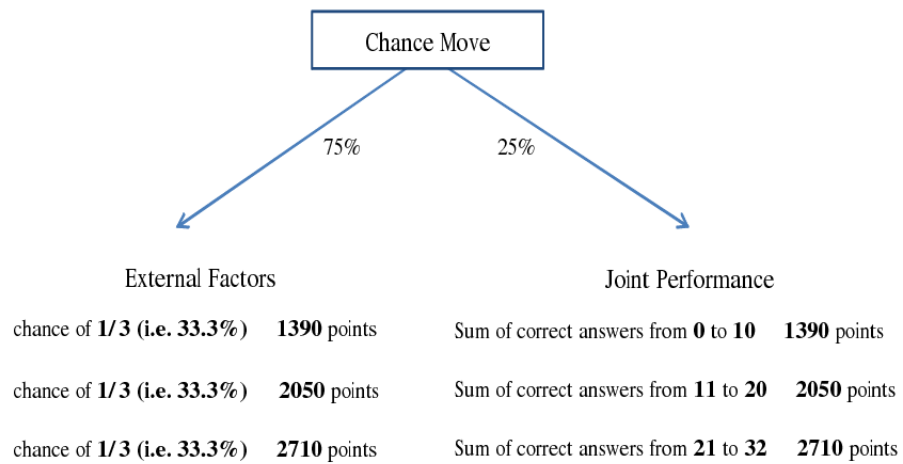 Chance Move
75%
25%
External Factors
chance of 1/3 (i.e. 33.3%) 1390 points
chance of 1/3 (i.e. 33.3%) 2050 points
chance of 1/3 (i.e. 33.3%) 2710 points
Joint Performance
Sum of correct answers from 0 to 10 1390 points
Sum of correct answers from 11 to 20 2050 points
Sum of correct answers from 21 to 32 2710 points